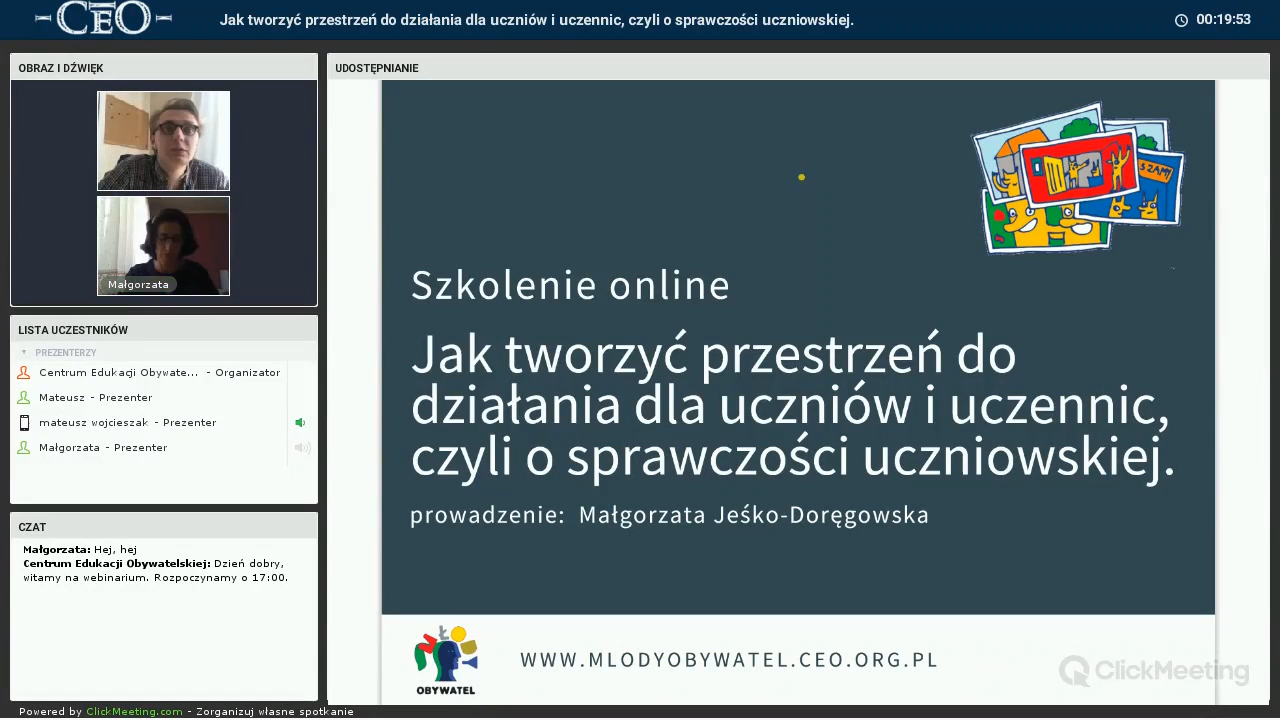 CEO
Jak tworzyć przestrzeń do działania dla uczniów i uczennic, czyli o sprawczości uczniowskiej.
00:19:53
OBRAZ I DŹWIĘK
Małgorzata
LISTA UCZESTNIKÓW
PREZENTERZY
Centrum Edukacji Obywate... - Organizator
Mateusz - Prezenter
mateusz wojcieszak - Prezenter
Małgorzata - Prezenter
CZAT
Małgorzata: Hej, hej
Centrum Edukacji Obywatelskiej: Dzień dobry,
witamy na webinarium. Rozpoczynamy o 17:00.
UDOSTĘPNIANIE
Szkolenie online
Jak tworzyć przestrzeń do
działania dla uczniów i uczennic,
czyli o sprawczości uczniowskiej.
prowadzenie: Małgorzata Jeśko-Doręgowska
OBYWATEL
WWW.MLODYOBYWATEL.CEO.ORG.PL
ClickMeeting
Powered by ClickMeeting.com - Zorganizuj własne spotkanie